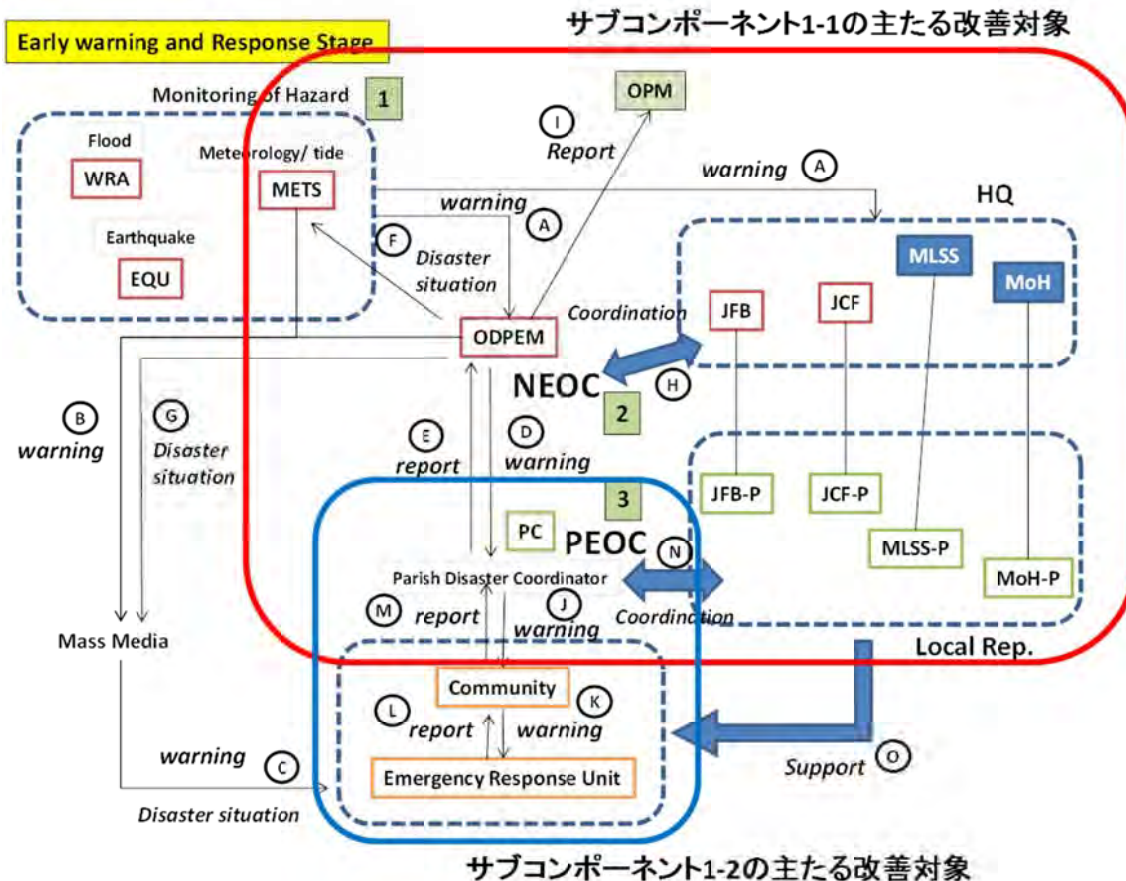 サブコンポーネント1-1の主たる改善対象
Early warning and Response Stage
Monitoring of Hazard
1
OPM
Flood
WRA
Meteorology/ tide
METS
I
Report
warning
A
HQ
warning
A
Earthquake
EQU
F
Disaster
situation
MLSS
MoH
JFB
JCF
Coordination
ODPEM
NEOC
H
2
B
warning
G
Disaster
situation
E
report
D
warning
3
PC
PEOC
N
JFB-P
JCF-P
MLSS-P
MoH-P
Parish Disaster Coordinator
M
report
J
warning
Coordination
Mass Media
Local Rep.
Community
L
report
K
warning
Emergency Response Unit
warning
C
Disaster situation
Support
O
サブコンポーネント1-2の主たる改善対象